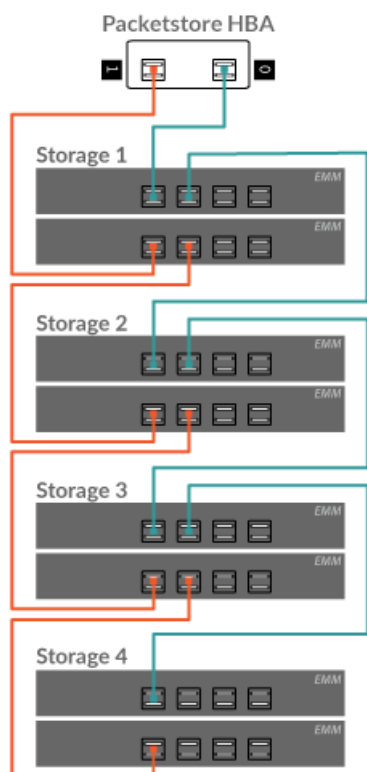 Packetstore HBA
1 0
Storage 1
EMM
EMM
Storage 2
EMM
EMM
Storage 3
EMM
EMM
Storage 4
EMM
EMM